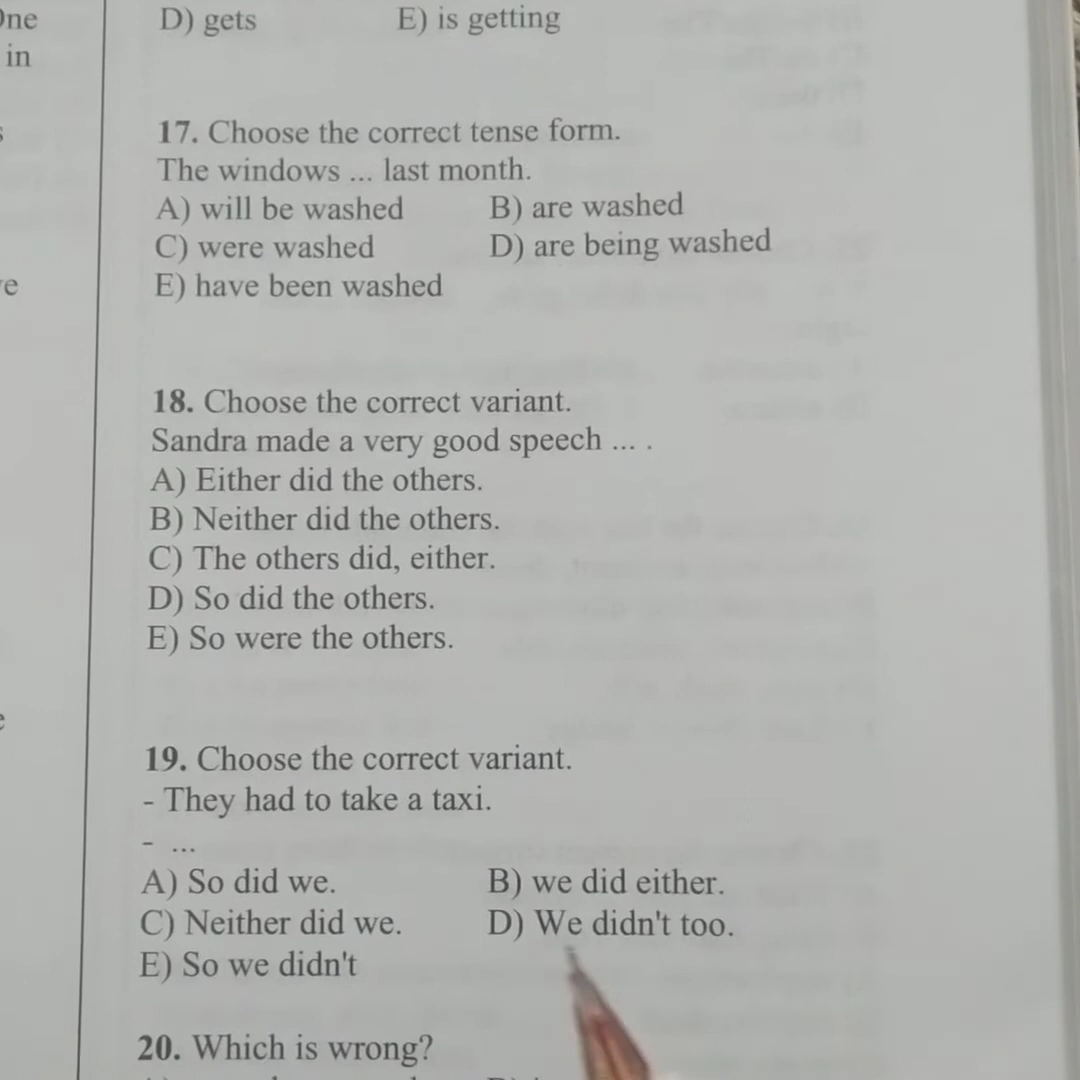 One
in
D) gets E) is getting
17. Choose the correct tense form.
The windows ... last month.
A) will be washed B) are washed
C) were washed D) are being washed
E) have been washed
18. Choose the correct variant.
Sandra made a very good speech ... .
A) Either did the others.
B) Neither did the others.
C) The others did, either.
D) So did the others.
E) So were the others.
19. Choose the correct variant.
- They had to take a taxi.
- ...
A) So did we. B) we did either.
C) Neither did we. D) We didn't too.
E) So we didn't
20. Which is wrong?